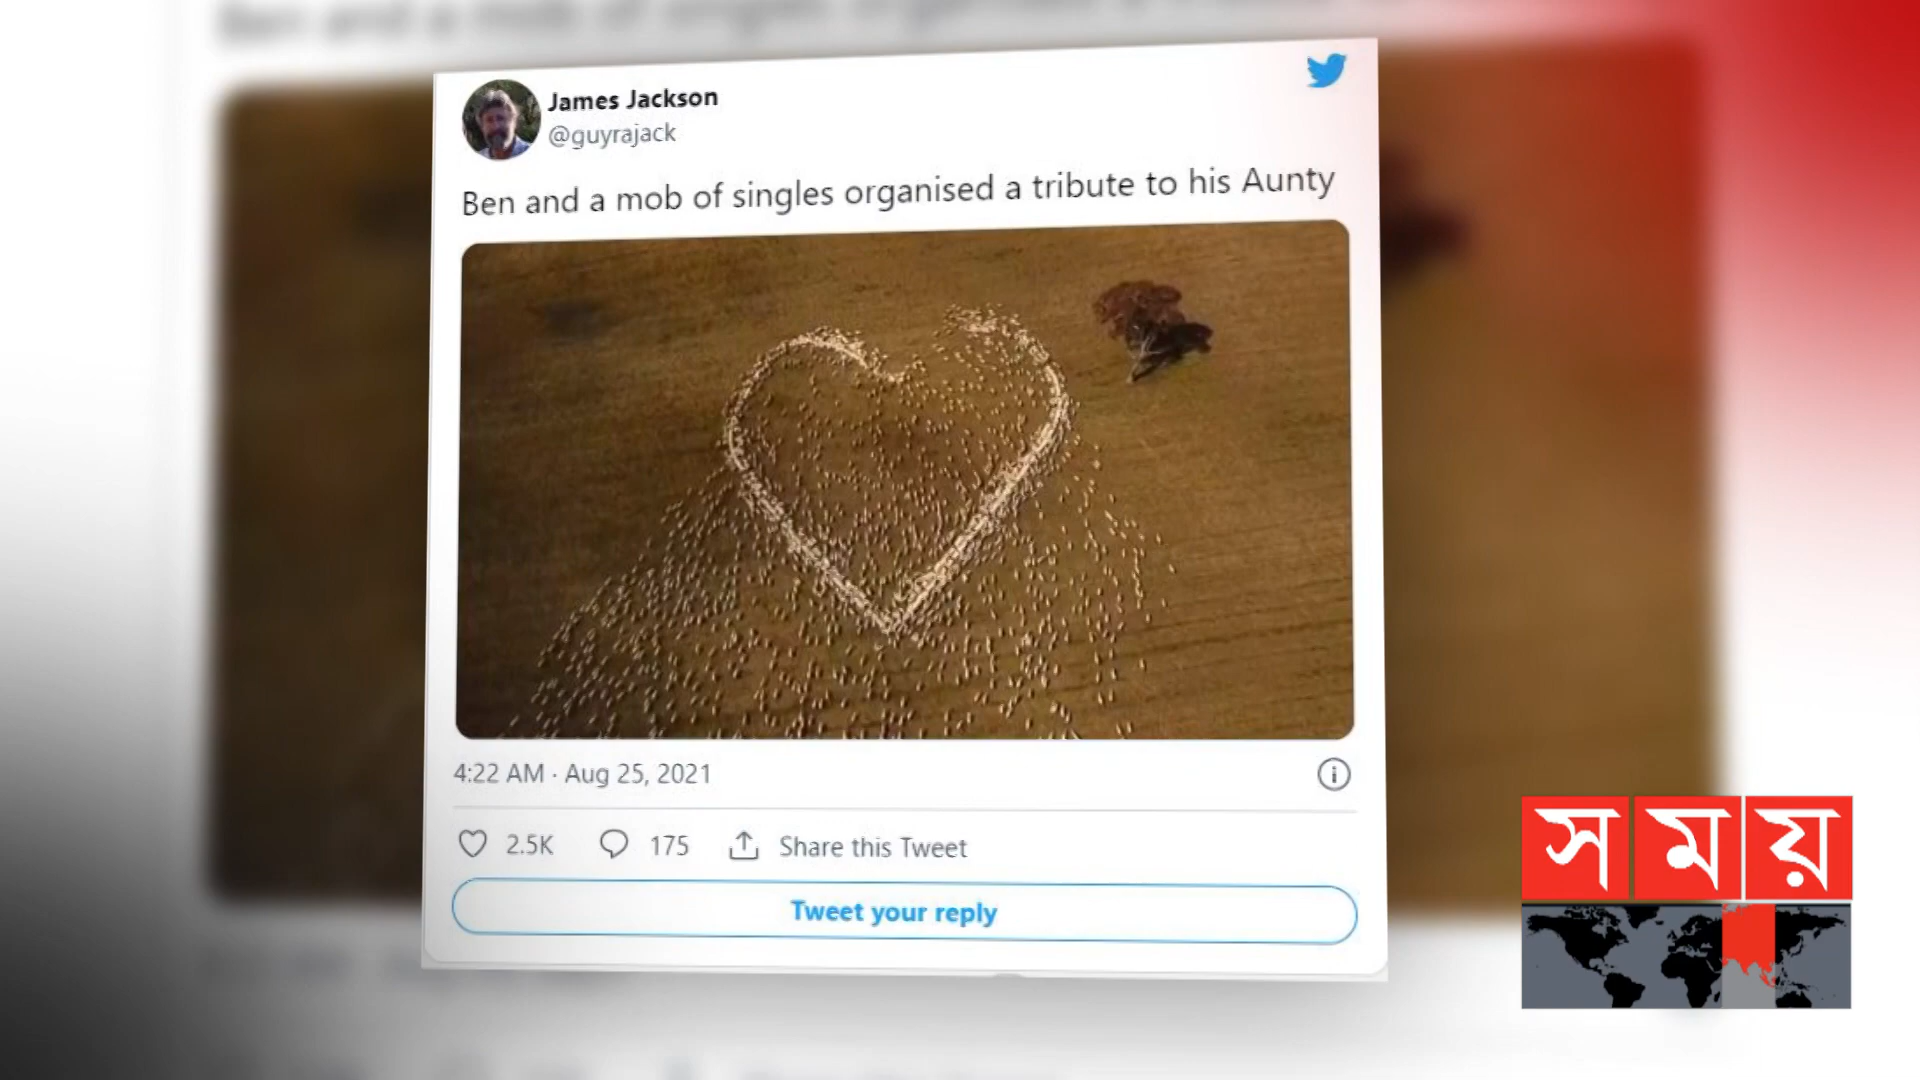 James Jackson
@guyrajack
Ben and a mob of singles organised a tribute to his Aunty
4:22 AM · Aug 25, 2021
2.5K 175 Share this Tweet
Tweet your reply
সময়